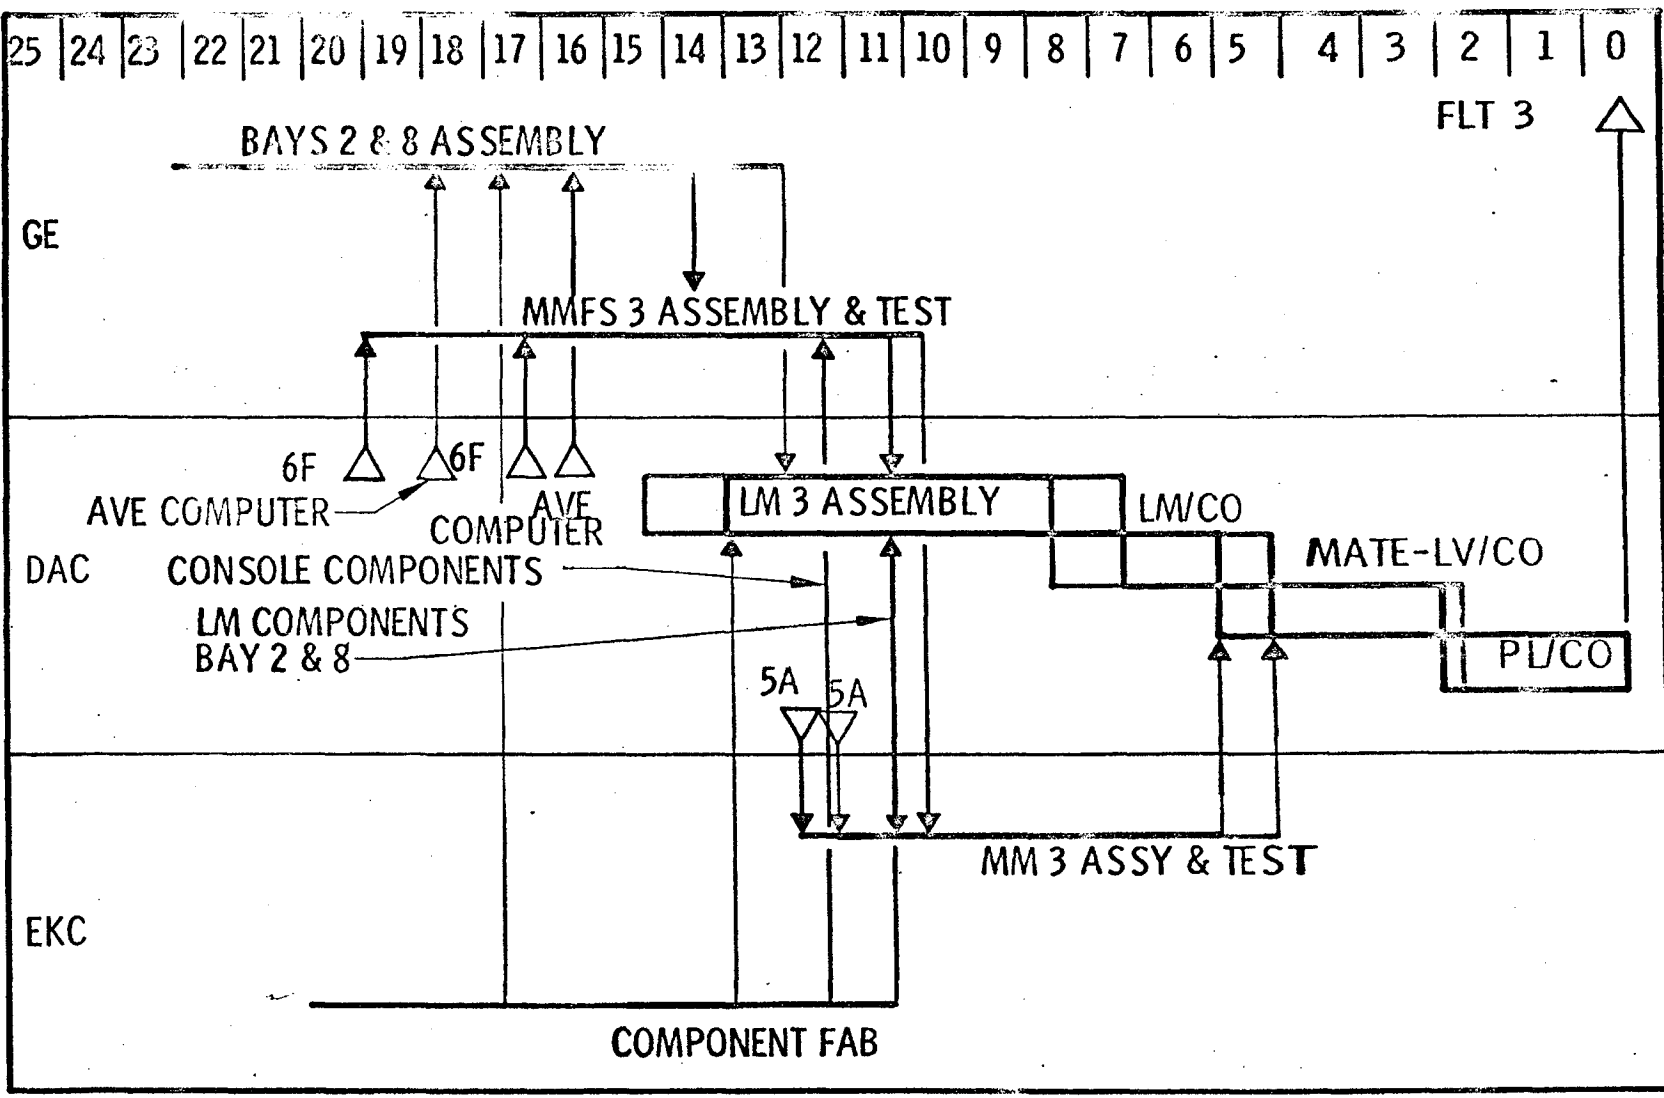 25 24 23 22 21 20 19 18 17 16 15 14 13 12 11 10 9 8 7 6 5 4 3 2 1 0
FLT 3
BAYS 2 & 8 ASSEMBLY
GE
MMFS 3 ASSEMBLY & TEST
6F
6F
AVE COMPUTER
AVE
COMPUTER
LM 3 ASSEMBLY
LM/CO
MATE-LV/CO
DAC
CONSOLE COMPONENTS
LM COMPONENTS
BAY 2 & 8
PL/CO
5A
5A
MM 3 ASSY & TEST
EKC
COMPONENT FAB